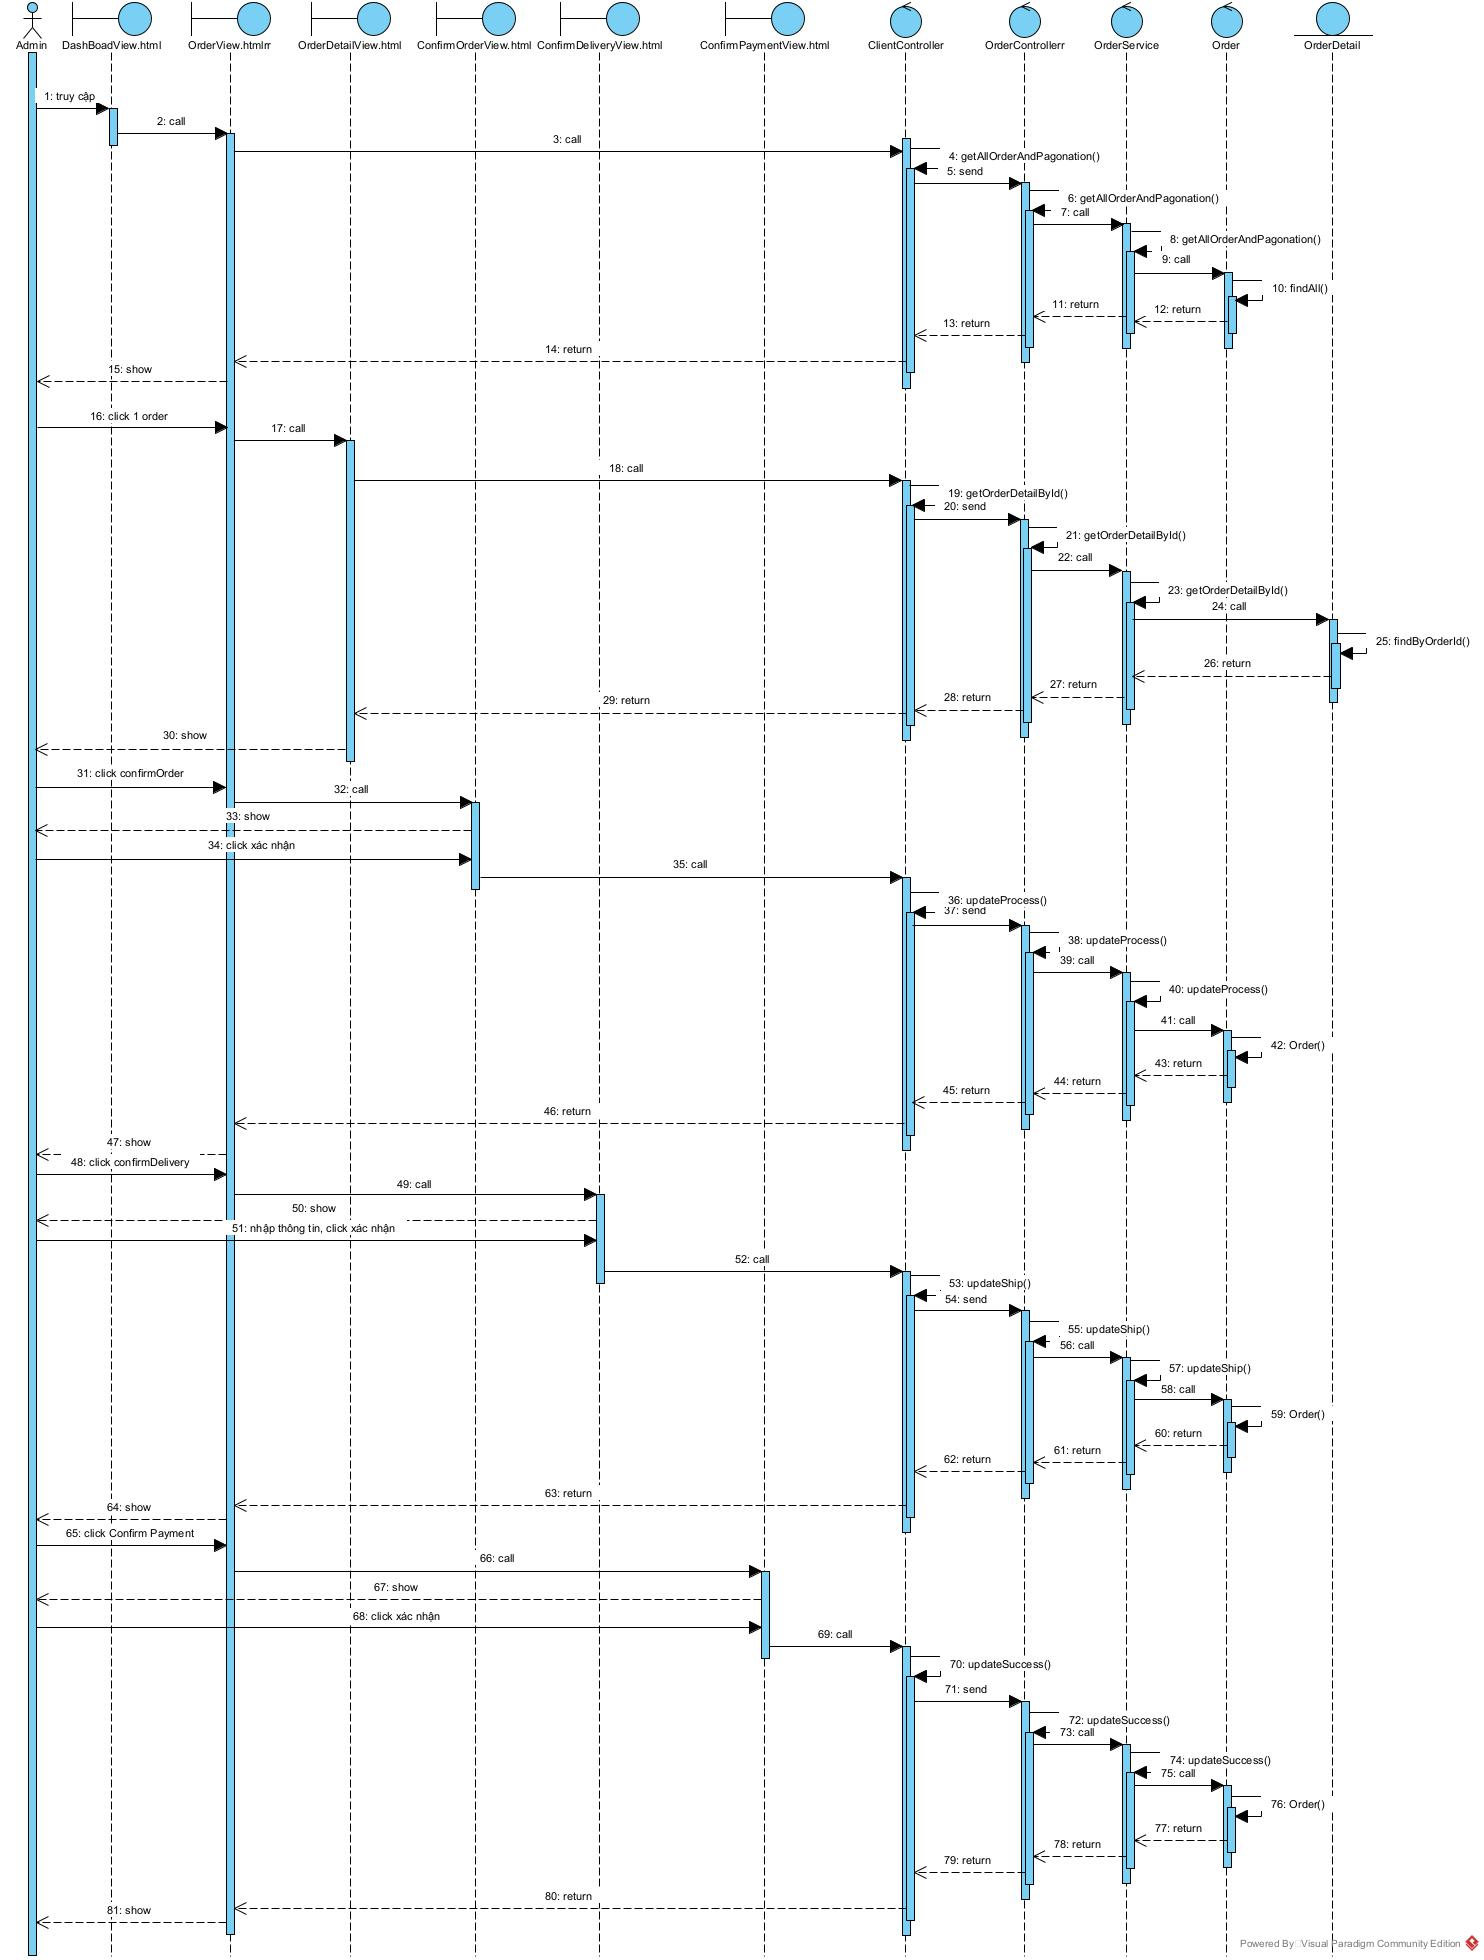 Admin
DashBoadView.html
OrderView.htmlrr
OrderDetailView.html
ConfirmOrderView.html
ConfirmDeliveryView.html
ConfirmPaymentView.html
ClientController
OrderControllerr
OrderService
Order
OrderDetail
1: truy cập
2: call
3: call
4: getAllOrderAndPagonation()
5: send
6: getAllOrderAndPagonation()
7: call
8: getAllOrderAndPagonation()
9: call
10: findAll()
11: return
12: return
13: return
14: return
15: show
16: click 1 order
17: call
18: call
19: getOrderDetailById()
20: send
21: getOrderDetailById()
22: call
23: getOrderDetailById()
24: call
25: findByOrderId()
26: return
27: return
28: return
29: return
30: show
31: click confirmOrder
32: call
33: show
34: click xác nhận
35: call
36: updateProcess()
37: send
38: updateProcess()
39: call
40: updateProcess()
41: call
42: Order()
43: return
44: return
45: return
46: return
47: show
48: click confirmDelivery
49: call
50: show
51: nhập thông tin, click xác nhận
52: call
53: updateShip()
54: send
55: updateShip()
56: call
57: updateShip()
58: call
59: Order()
60: return
61: return
62: return
63: return
64: show
65: click Confirm Payment
66: call
67: show
68: click xác nhận
69: call
70: updateSuccess()
71: send
72: updateSuccess()
73: call
74: updateSuccess()
75: call
76: Order()
77: return
78: return
79: return
80: return
81: show
Powered By Visual Paradigm Community Edition